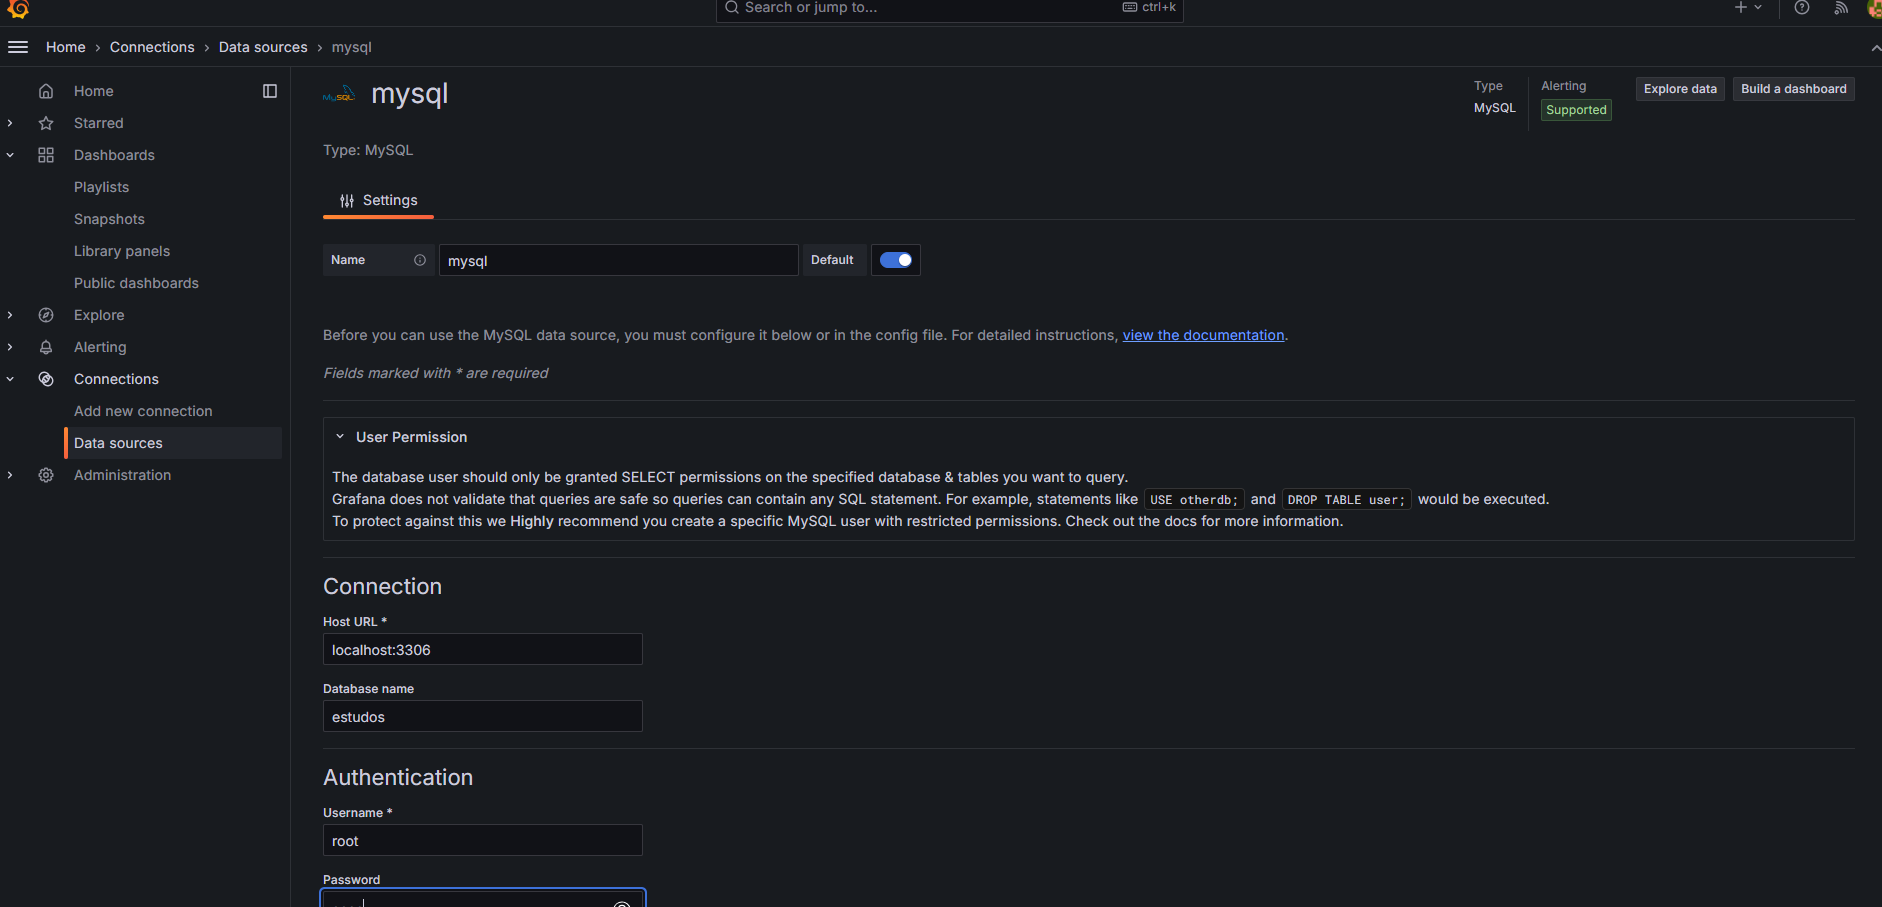 Search or jump to... ctrl+k
Home › Connections › Data sources › mysql
Home
Starred
Dashboards
Playlists
Snapshots
Library panels
Public dashboards
Explore
Alerting
Connections
Add new connection
Data sources
Administration
MySQL mysql
Type
MySQL
Alerting
Supported
Explore data
Build a dashboard
Type: MySQL
Settings
Name mysql Default
Before you can use the MySQL data source, you must configure it below or in the config file. For detailed instructions, view the documentation.
Fields marked with * are required
User Permission
The database user should only be granted SELECT permissions on the specified database & tables you want to query.
Grafana does not validate that queries are safe so queries can contain any SQL statement. For example, statements like USE otherdb; and DROP TABLE user; would be executed.
To protect against this we Highly recommend you create a specific MySQL user with restricted permissions. Check out the docs for more information.
Connection
Host URL *
localhost:3306
Database name
estudos
Authentication
Username *
root
Password